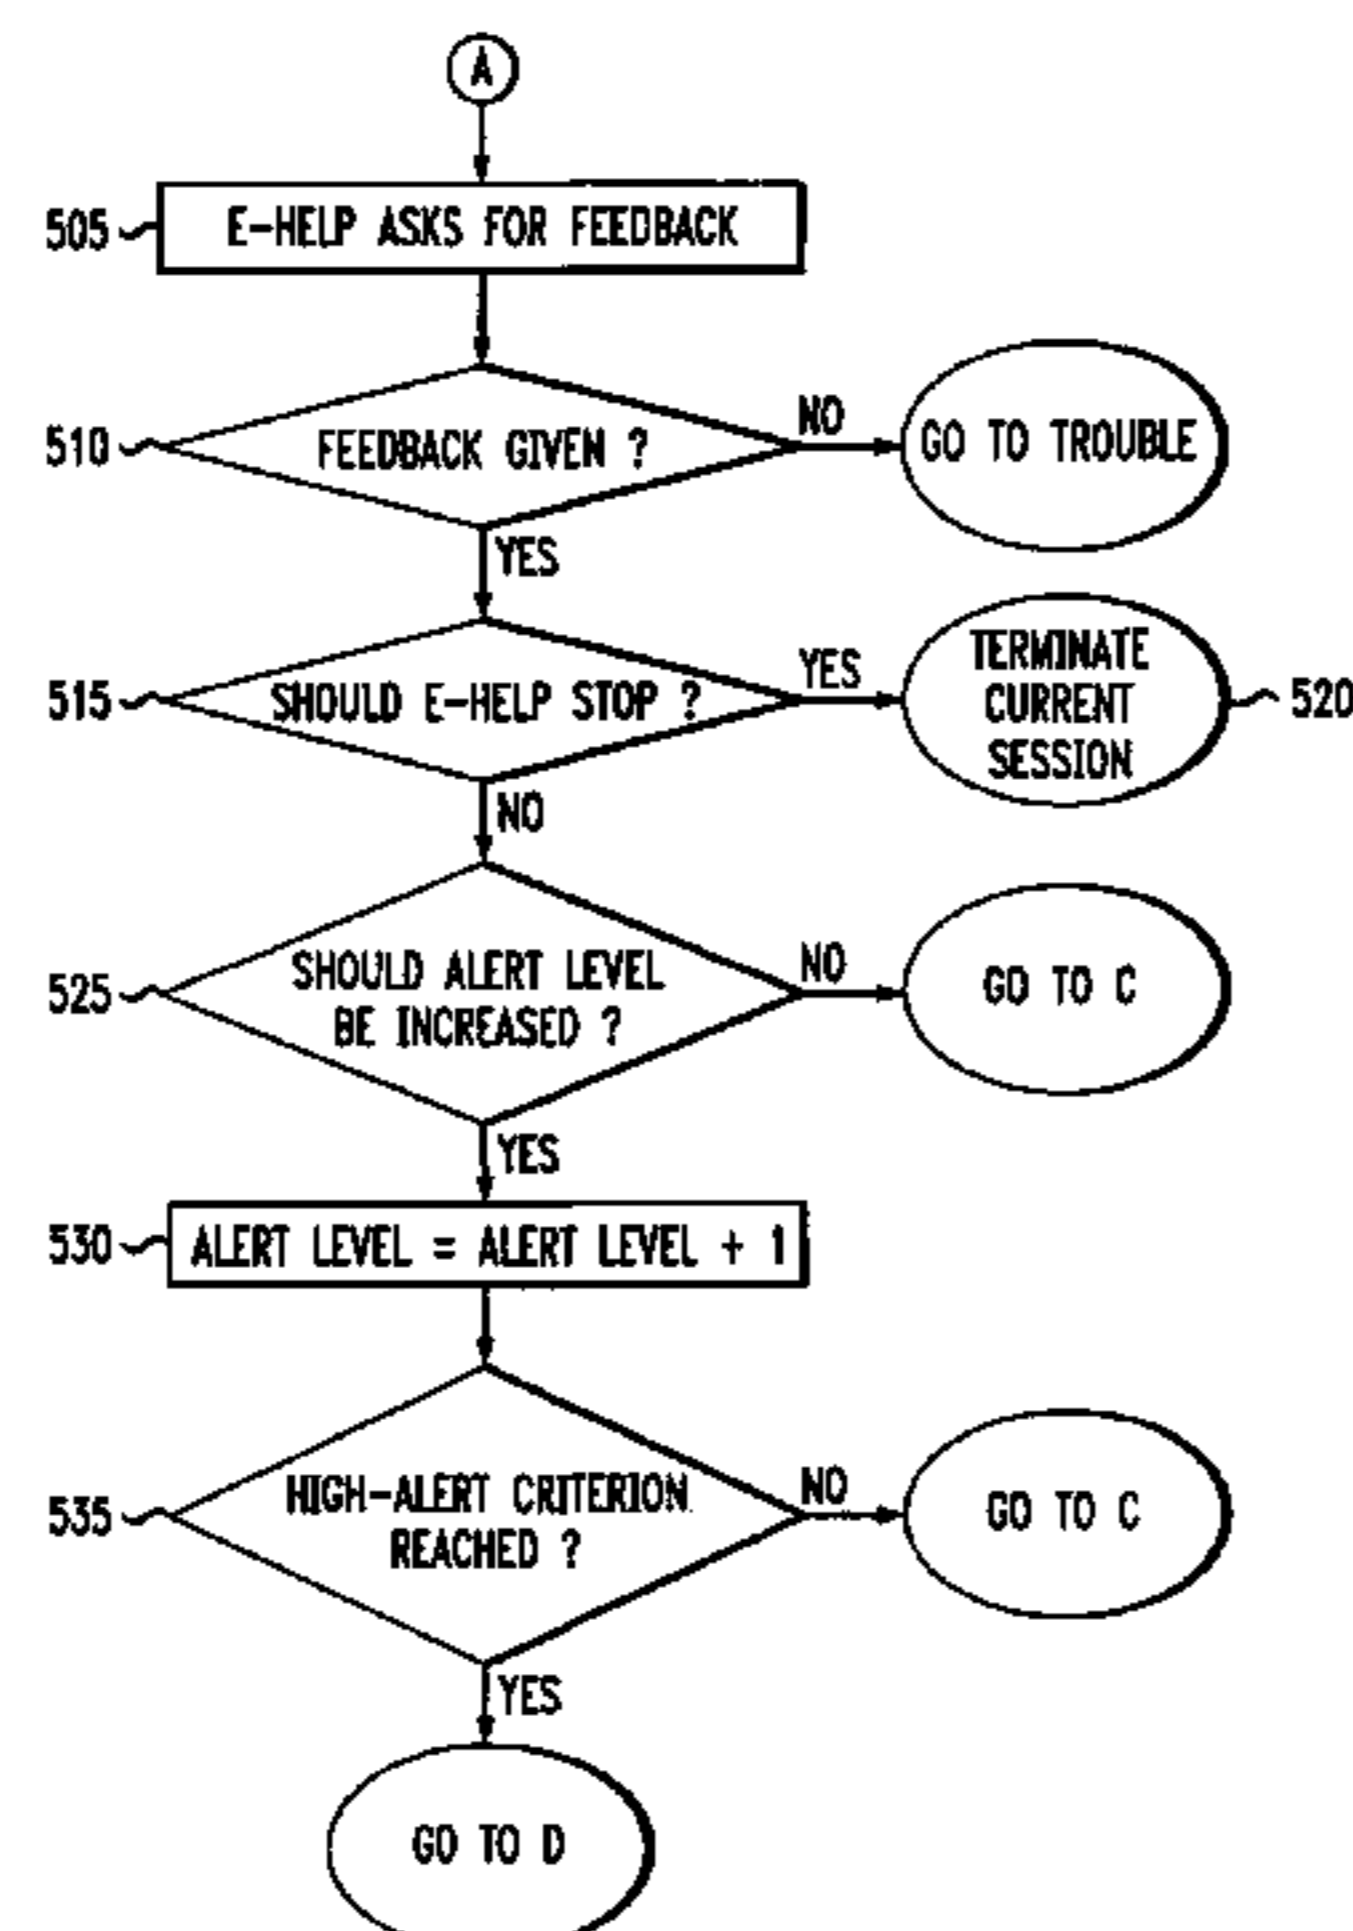 A
505
E-HELP ASKS FOR FEEDBACK
510
FEEDBACK GIVEN ?
NO
GO TO TROUBLE
YES
515
SHOULD E-HELP STOP ?
YES
TERMINATE
CURRENT
SESSION
520
NO
525
SHOULD ALERT LEVEL
BE INCREASED ?
NO
GO TO C
YES
530
ALERT LEVEL = ALERT LEVEL + 1
535
HIGH-ALERT CRITERION
REACHED ?
NO
GO TO C
YES
GO TO D